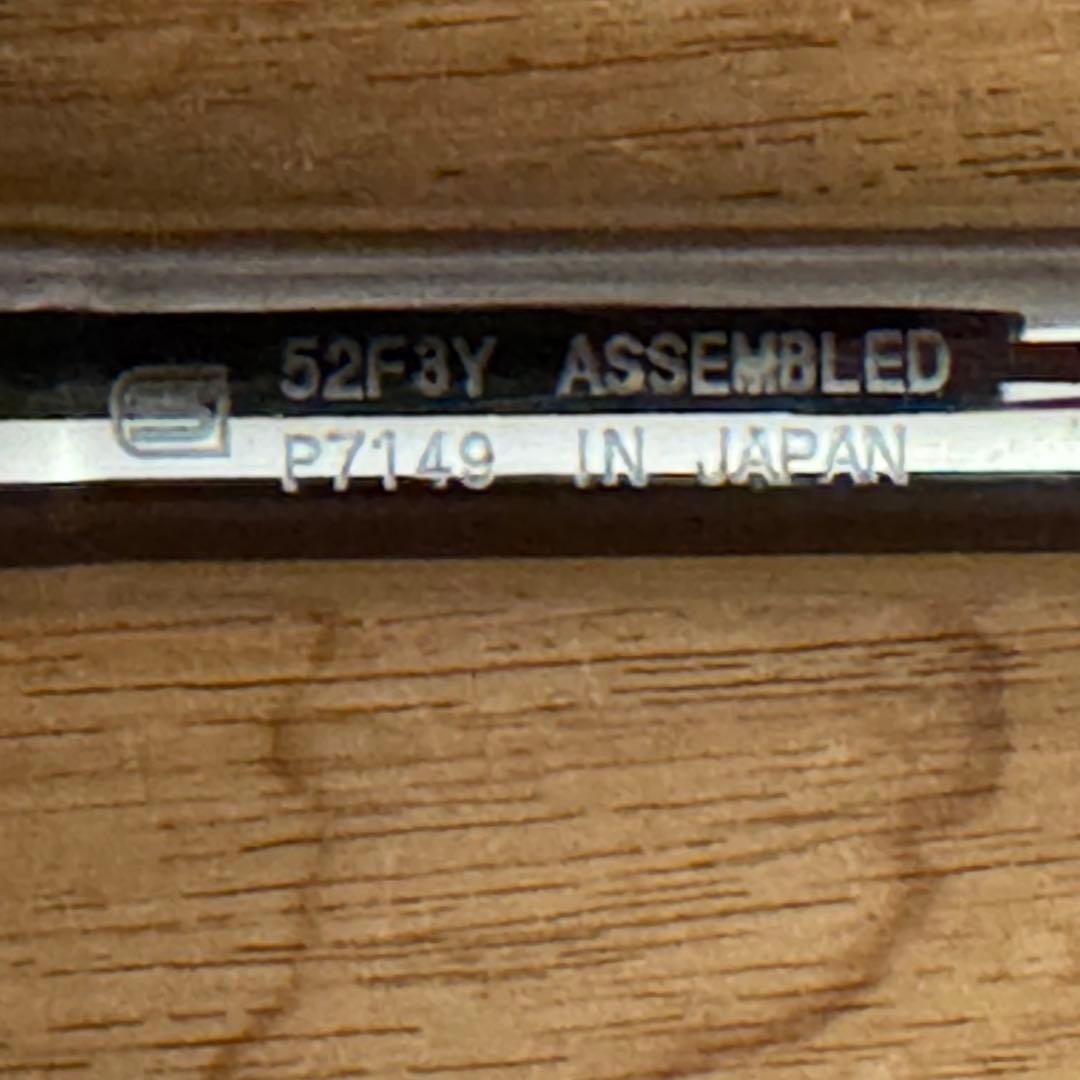 52F3Y ASSEMBLED
P7149 IN JAPAN